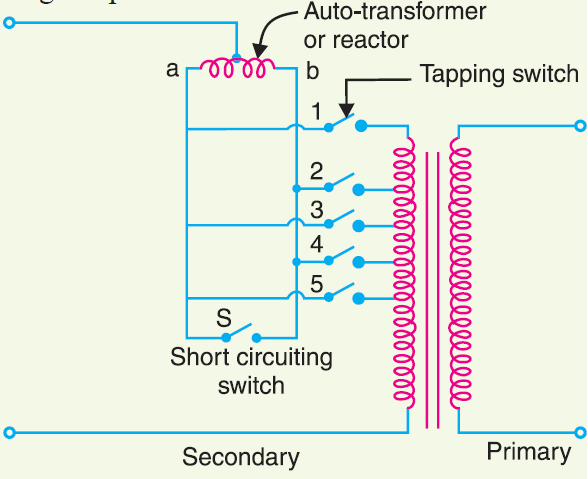 Auto-transformer
or reactor
a
b
Tapping switch
1
2
3
4
5
S
Short circuiting
switch
Secondary
Primary